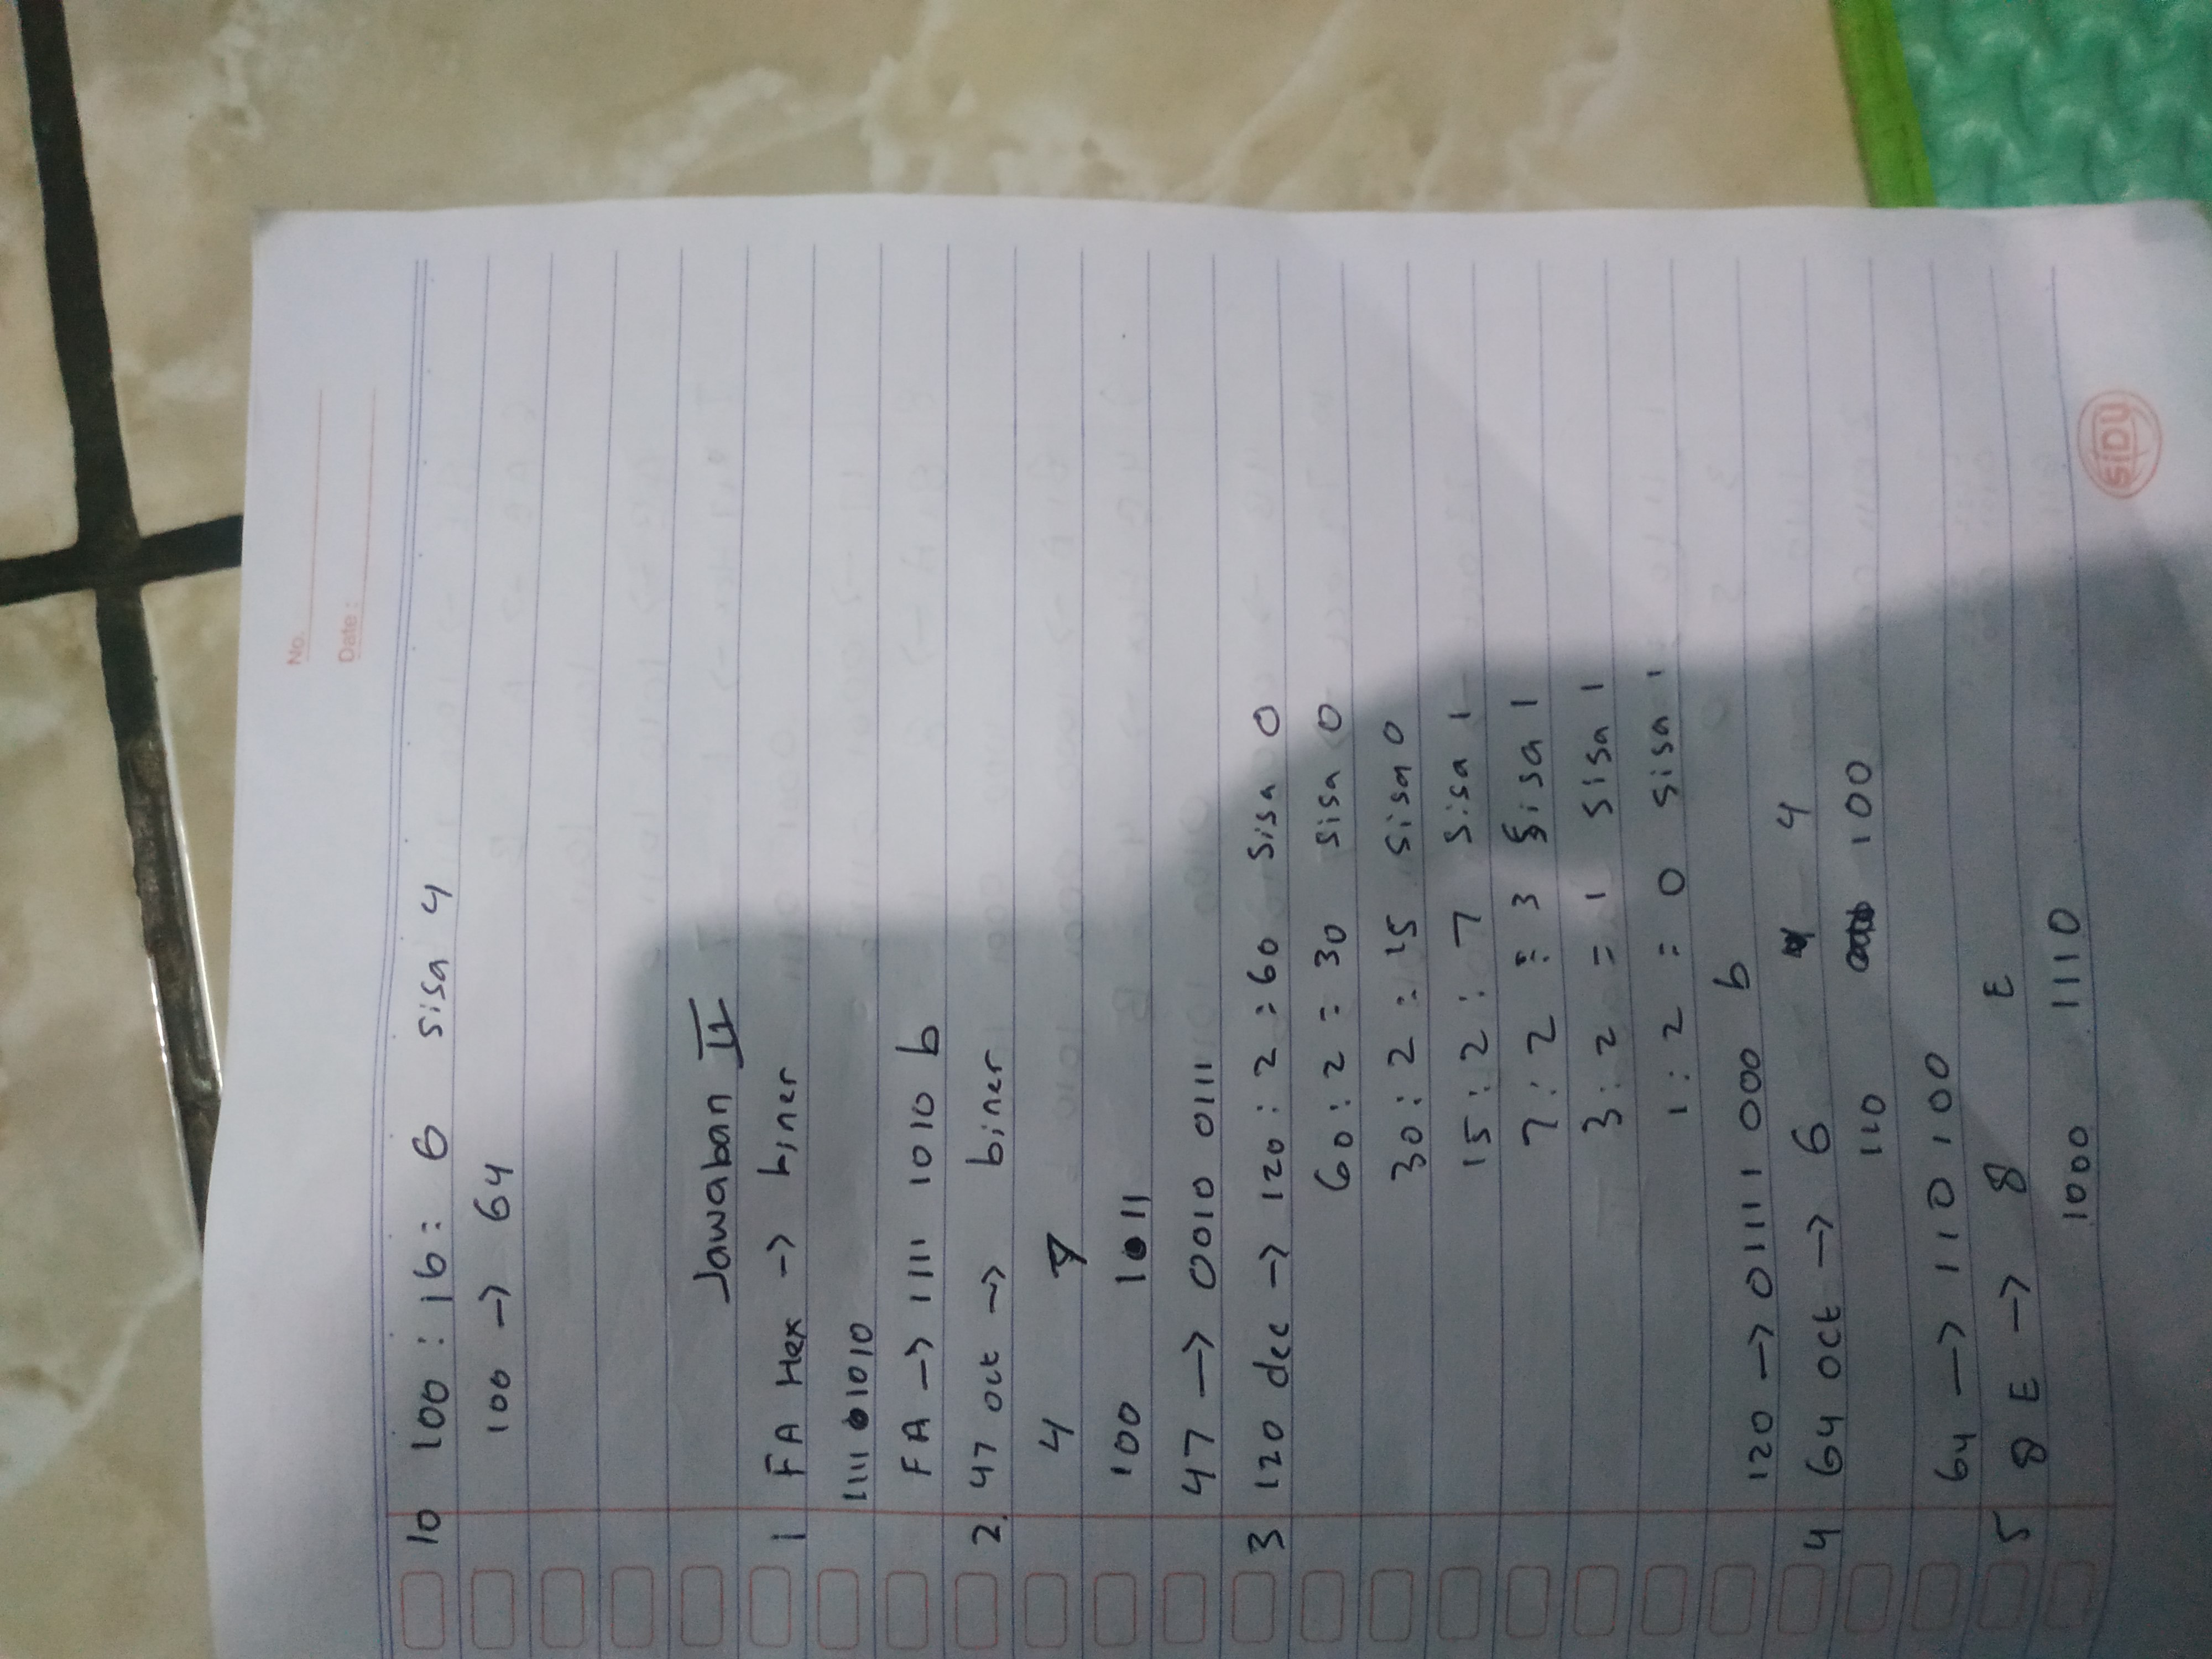 No.
Date:
10 100 : 16 = 6 sisa 4
100 → 64
Jawaban II
1 FA Hex → biner
1111 1010
FA → 1111 1010 b
2. 47 oct → biner
4 7
100 1011
47 → 0010 0111
3 120 dec → 120 : 2 = 60 sisa 0
60 : 2 = 30 sisa 0
30 : 2 = 15 sisa 0
15 : 2 = 7 sisa 1
7 : 2 = 3 sisa 1
3 : 2 = 1 sisa 1
1 : 2 = 0 sisa 1
120 → 0111 1 000 b
4 64 oct → 6 4
110 100
64 → 110 100
5 8 E → 8 E
1000 1110
SIDU